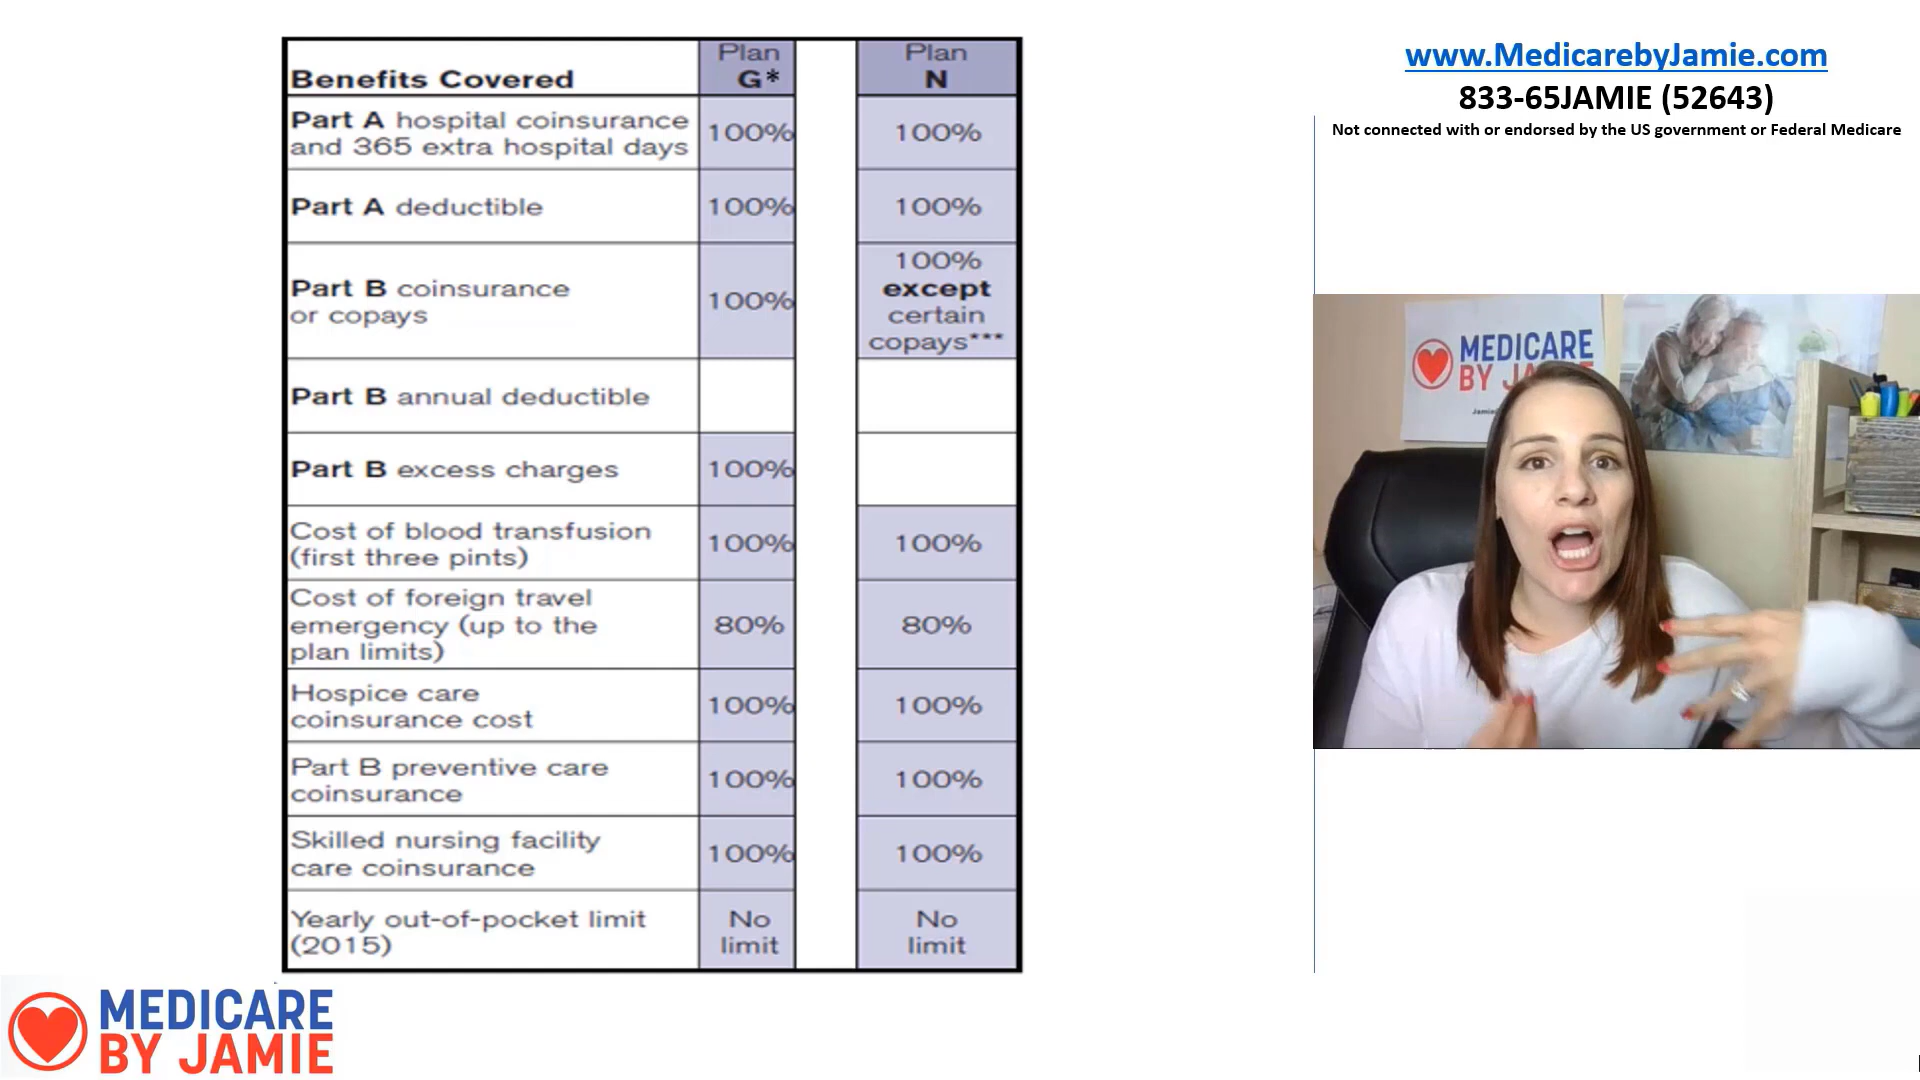 Benefits Covered
Plan
G*
Plan
N
Part A hospital coinsurance
and 365 extra hospital days
100%
100%
Part A deductible
100%
100%
Part B coinsurance
or copays
100%
100%
except
certain
copays***
Part B annual deductible
Part B excess charges
100%
Cost of blood transfusion
(first three pints)
100%
100%
Cost of foreign travel
emergency (up to the
plan limits)
80%
80%
Hospice care
coinsurance cost
100%
100%
Part B preventive care
coinsurance
100%
100%
Skilled nursing facility
care coinsurance
100%
100%
Yearly out-of-pocket limit
(2015)
No
limit
No
limit
www.MedicarebyJamie.com
833-65JAMIE (52643)
Not connected with or endorsed by the US government or Federal Medicare
MEDICARE
BY
MEDICARE
BY JAMIE